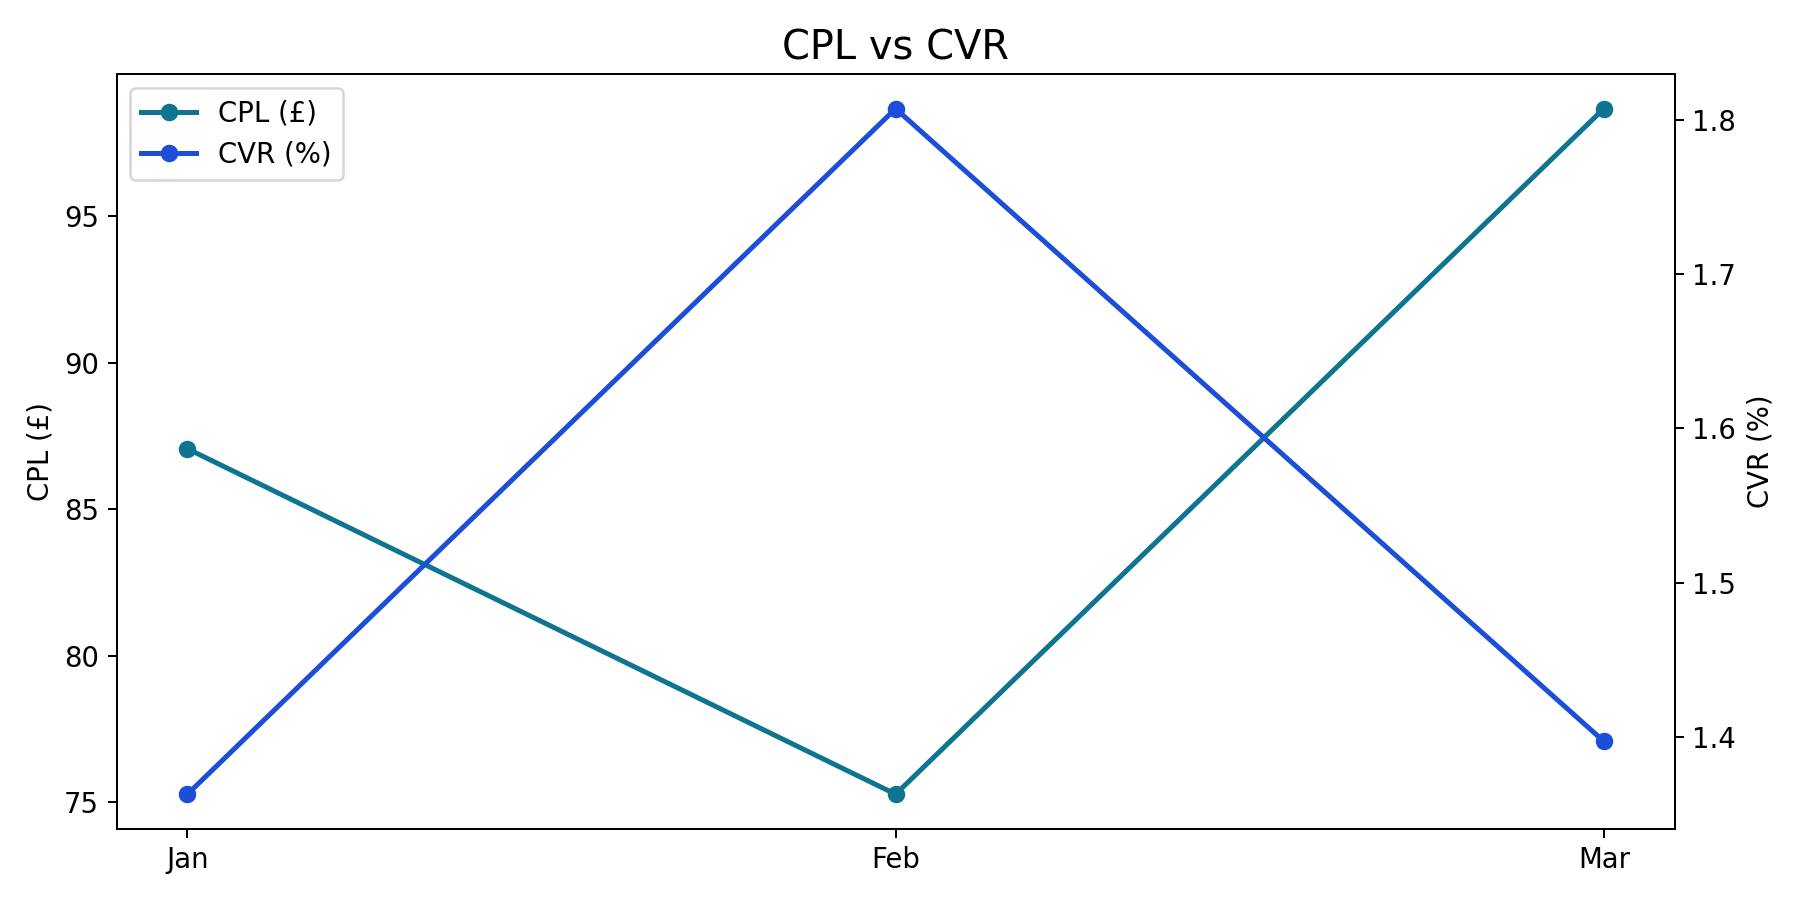 CPL vs CVR
CPL (£)
CVR (%)
95
90
85
80
75
CPL (£)
1.8
1.7
1.6
1.5
1.4
CVR (%)
Jan
Feb
Mar